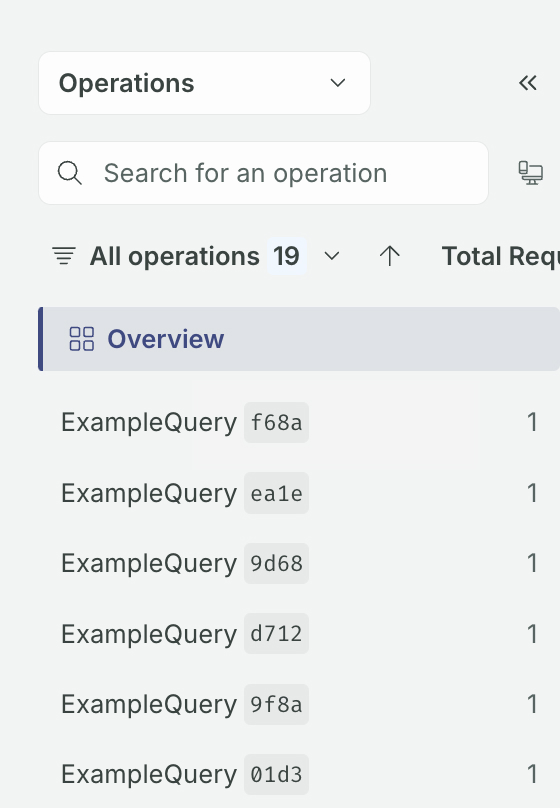 Operations
Search for an operation
All operations 19 Total Requ
Overview
ExampleQuery f68a 1
ExampleQuery ea1e 1
ExampleQuery 9d68 1
ExampleQuery d712 1
ExampleQuery 9f8a 1
ExampleQuery 01d3 1